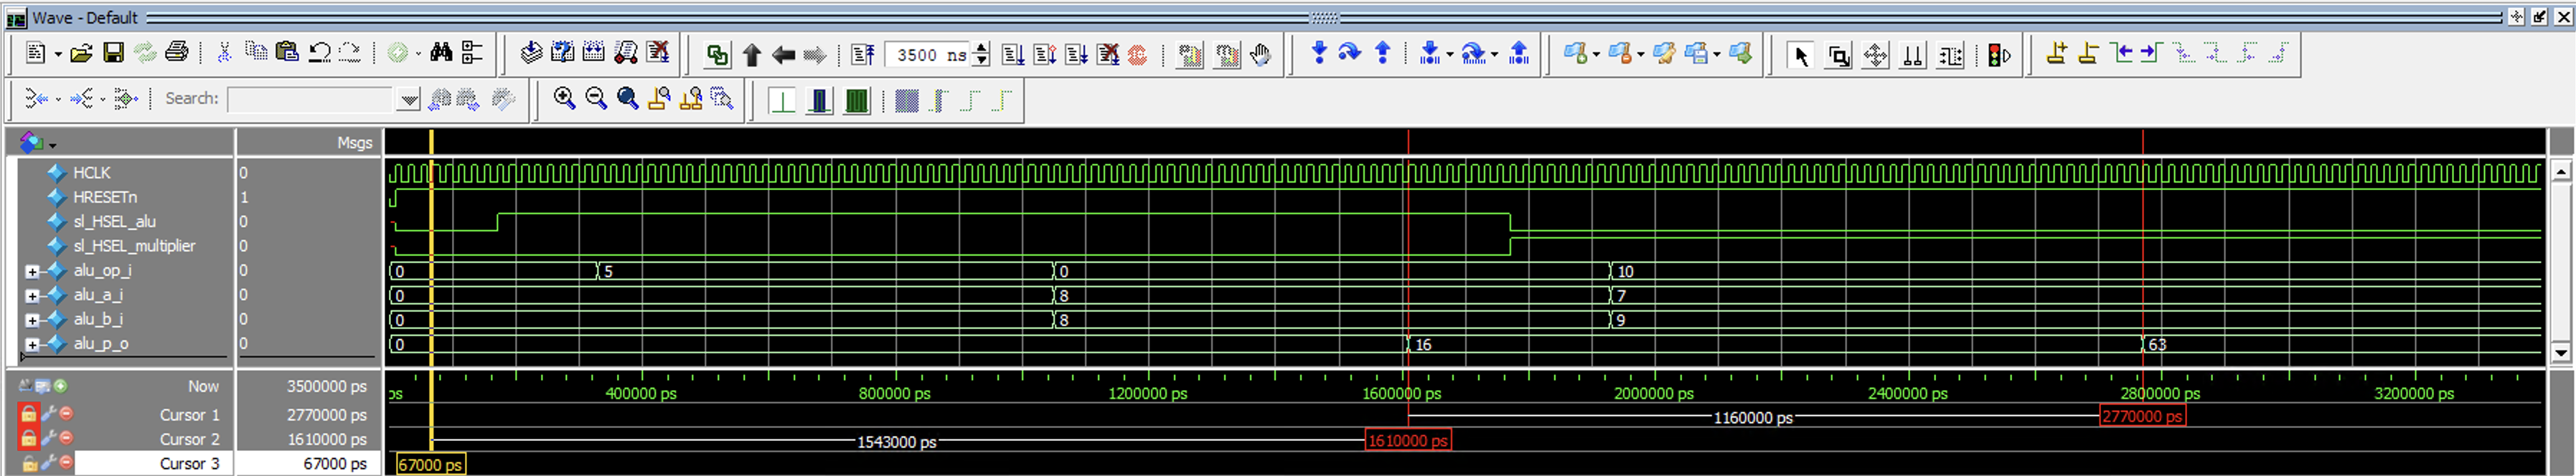 Wave - Default
3500 ns
Search:
Msgs
HCLK 0
HRESETn 1
sl_HSEL_alu 0
sl_HSEL_multiplier 0
alu_op_i 0 0 5 0 10
alu_a_i 0 0 8 7
alu_b_i 0 0 8 9
alu_p_o 0 0 16 63
Now 3500000 ps ps 400000 ps 800000 ps 1200000 ps 1600000 ps 2000000 ps 2400000 ps 2800000 ps 3200000 ps
Cursor 1 2770000 ps 1160000 ps 2770000 ps
Cursor 2 1610000 ps 1543000 ps 1610000 ps
Cursor 3 67000 ps 67000 ps